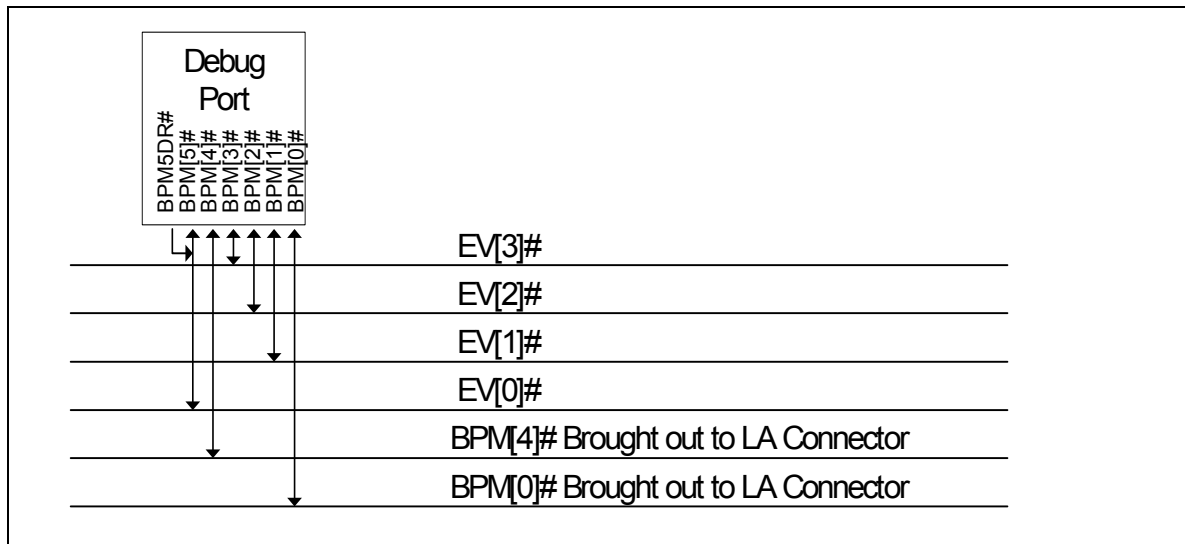 Debug
Port
BPM5DR#
BPM[5]#
BPM[4]#
BPM[3]#
BPM[2]#
BPM[1]#
BPM[0]#
EV[3]#
EV[2]#
EV[1]#
EV[0]#
BPM[4]# Brought out to LA Connector
BPM[0]# Brought out to LA Connector